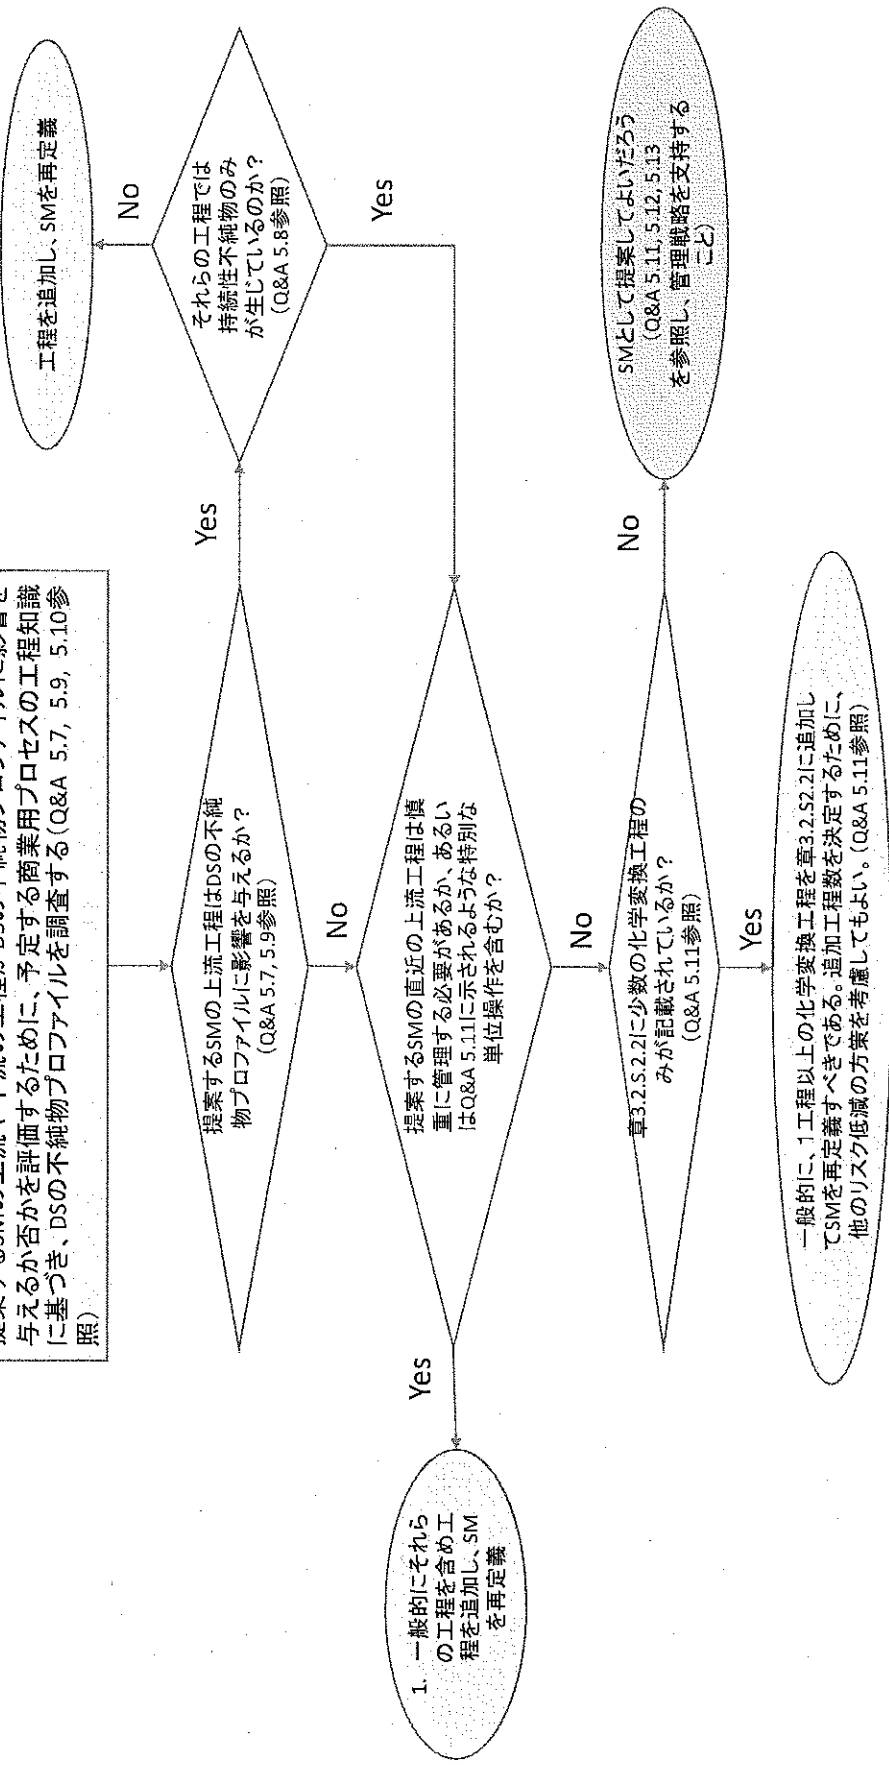 与えるか否かを評価するために、予定する商業用プロセスの工程知識
に基づき、DSの不純物プロファイルを調査する(Q&A 5.7, 5.9, 5.10参
照)
提案するSMの上流工程はDSの不純
物プロファイルに影響を与えるか?
(Q&A 5.7, 5.9参照)
Yes
No
それらの工程では
持続性不純物のみ
が生じているのか?
(Q&A 5.8参照)
No
Yes
工程を追加し、SMを再定義
提案するSMの直近の上流工程は慎
重に管理する必要があるか、あるい
はQ&A 5.11に示されるような特別な
単位操作を含むか?
Yes
No
1. 一般的にそれら
の工程を含め工
程を追加し、SM
を再定義
章3.2.S.2.2に少数の化学変換工程の
みが記載されているか?
(Q&A 5.11参照)
No
Yes
SMとして提案してよいだろう
(Q&A 5.11, 5.12, 5.13
を参照し、管理戦略を支持する
こと)
一般的に、1工程以上の化学変換工程を章3.2.S2.2に追加し
てSMを再定義すべきである。追加工程数を決定するために、
他のリスク低減の方策を考慮してもよい。(Q&A 5.11参照)